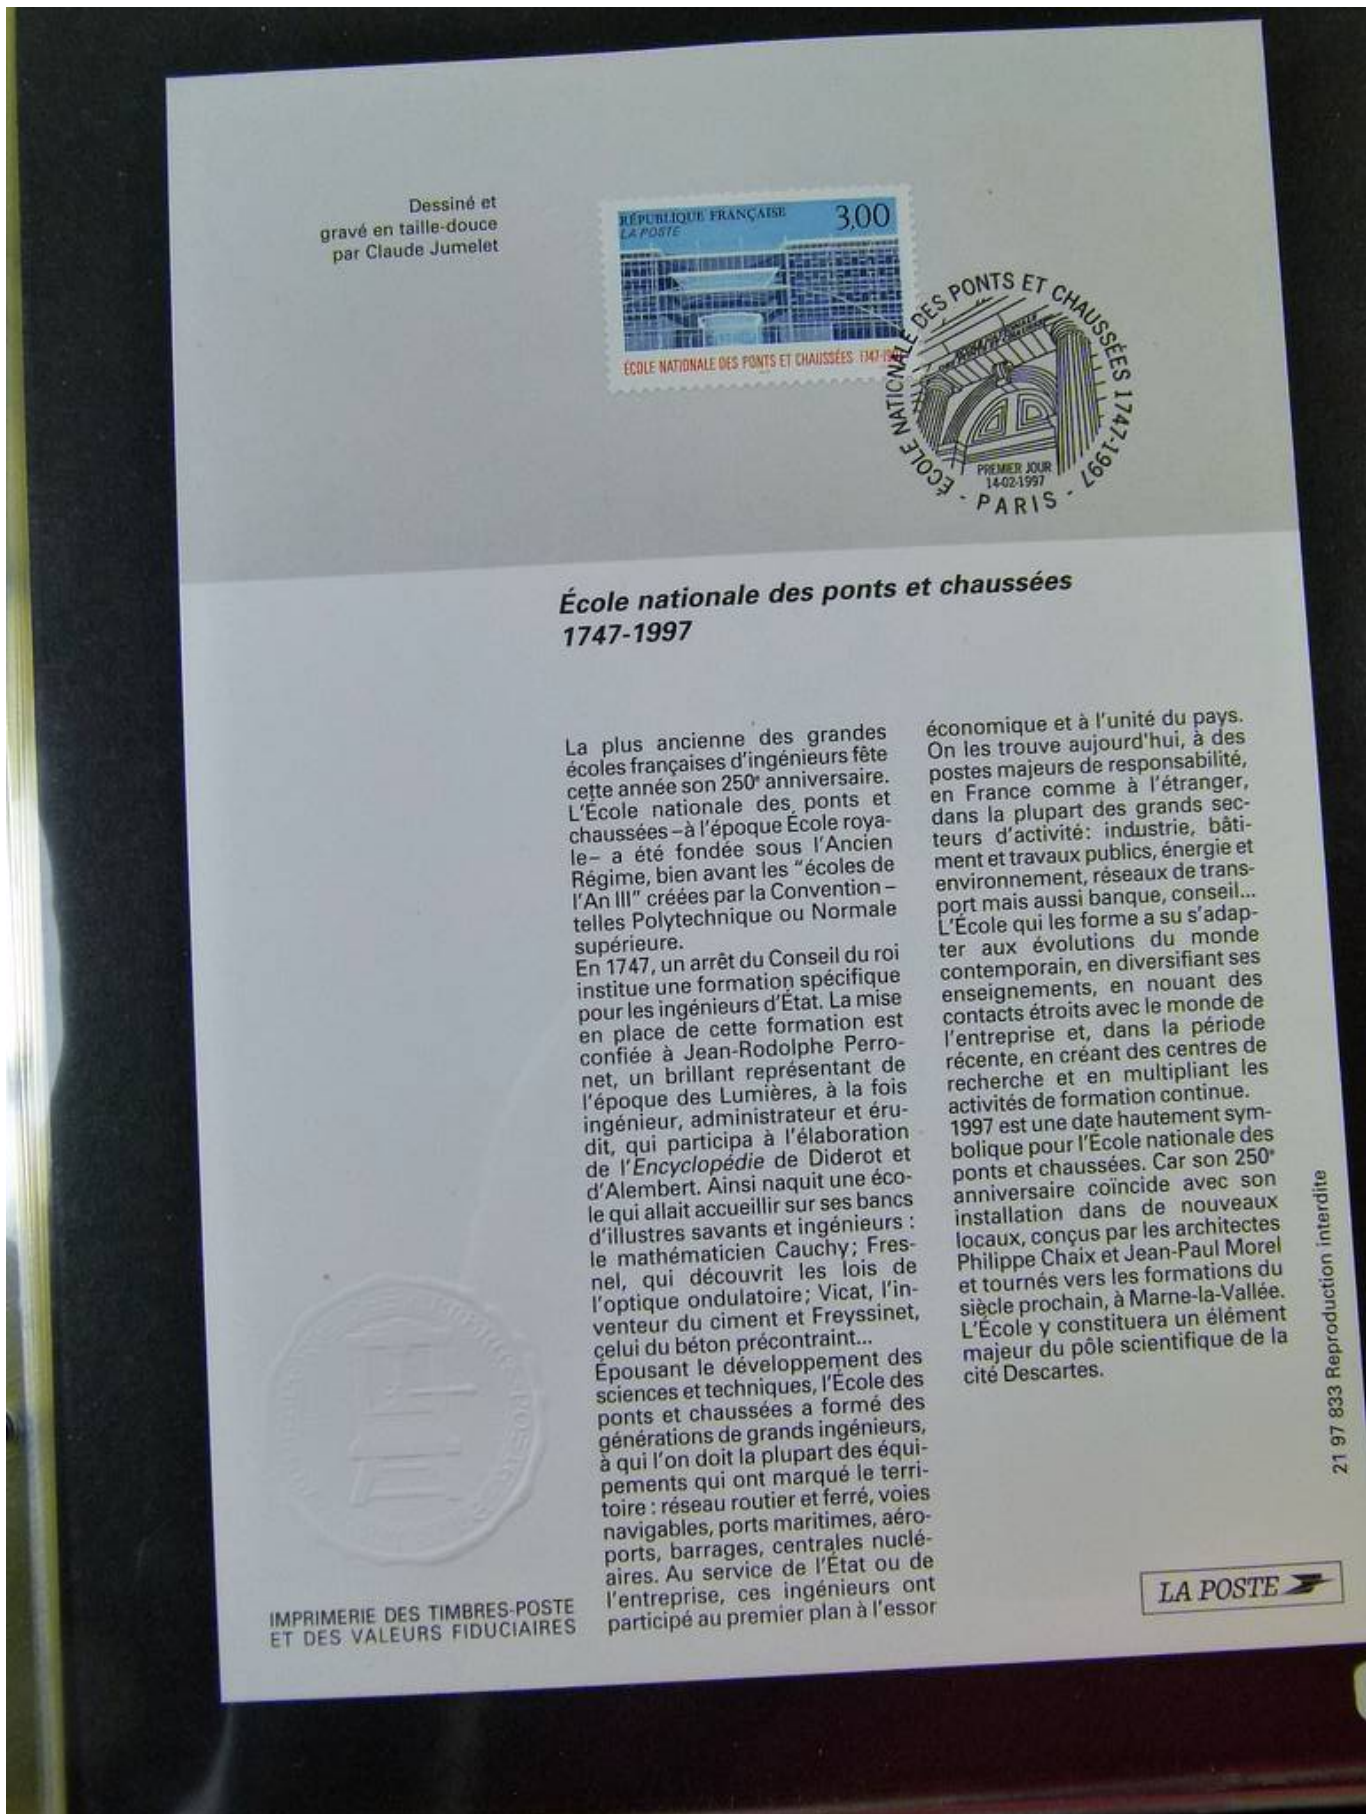 Dessiné et
gravé en taille-douce
par Claude Jumelet
RÉPUBLIQUE FRANÇAISE
LA POSTE
3,00
ÉCOLE NATIONALE DES PONTS ET CHAUSSÉES 1747-
ÉCOLE NATIONALE DES PONTS ET CHAUSSÉES 1747-1997
PREMIER JOUR
14-02-1997
- PARIS -
École nationale des ponts et chaussées
1747-1997
La plus ancienne des grandes
écoles françaises d'ingénieurs fête
cette année son 250e anniversaire.
L'École nationale des ponts et
chaussées –à l'époque École roya-
le– a été fondée sous l'Ancien
Régime, bien avant les "écoles de
l'An III" créées par la Convention –
telles Polytechnique ou Normale
supérieure.
En 1747, un arrêt du Conseil du roi
institue une formation spécifique
pour les ingénieurs d'État. La mise
en place de cette formation est
confiée à Jean-Rodolphe Perro-
net, un brillant représentant de
l'époque des Lumières, à la fois
ingénieur, administrateur et éru-
dit, qui participa à l'élaboration
de l'Encyclopédie de Diderot et
d'Alembert. Ainsi naquit une éco-
le qui allait accueillir sur ses bancs
d'illustres savants et ingénieurs :
le mathématicien Cauchy; Fres-
nel, qui découvrit les lois de
l'optique ondulatoire; Vicat, l'in-
venteur du ciment et Freyssinet,
celui du béton précontraint...
Épousant le développement des
sciences et techniques, l'École des
ponts et chaussées a formé des
générations de grands ingénieurs,
à qui l'on doit la plupart des équi-
pements qui ont marqué le terri-
toire : réseau routier et ferré, voies
navigables, ports maritimes, aéro-
ports, barrages, centrales nuclé-
aires. Au service de l'État ou de
l'entreprise, ces ingénieurs ont
participé au premier plan à l'essor
économique et à l'unité du pays.
On les trouve aujourd'hui, à des
postes majeurs de responsabilité,
en France comme à l'étranger,
dans la plupart des grands sec-
teurs d'activité: industrie, bâti-
ment et travaux publics, énergie et
environnement, réseaux de trans-
port mais aussi banque, conseil...
L'École qui les forme a su s'adap-
ter aux évolutions du monde
contemporain, en diversifiant ses
enseignements, en nouant des
contacts étroits avec le monde de
l'entreprise et, dans la période
récente, en créant des centres de
recherche et en multipliant les
activités de formation continue.
1997 est une date hautement sym-
bolique pour l'École nationale des
ponts et chaussées. Car son 250e
anniversaire coïncide avec son
installation dans de nouveaux
locaux, conçus par les architectes
Philippe Chaix et Jean-Paul Morel
et tournés vers les formations du
siècle prochain, à Marne-la-Vallée.
L'École y constituera un élément
majeur du pôle scientifique de la
cité Descartes.
21 97 833 Reproduction interdite
IMPRIMERIE DES TIMBRES-POSTE
ET DES VALEURS FIDUCIAIRES
LA POSTE